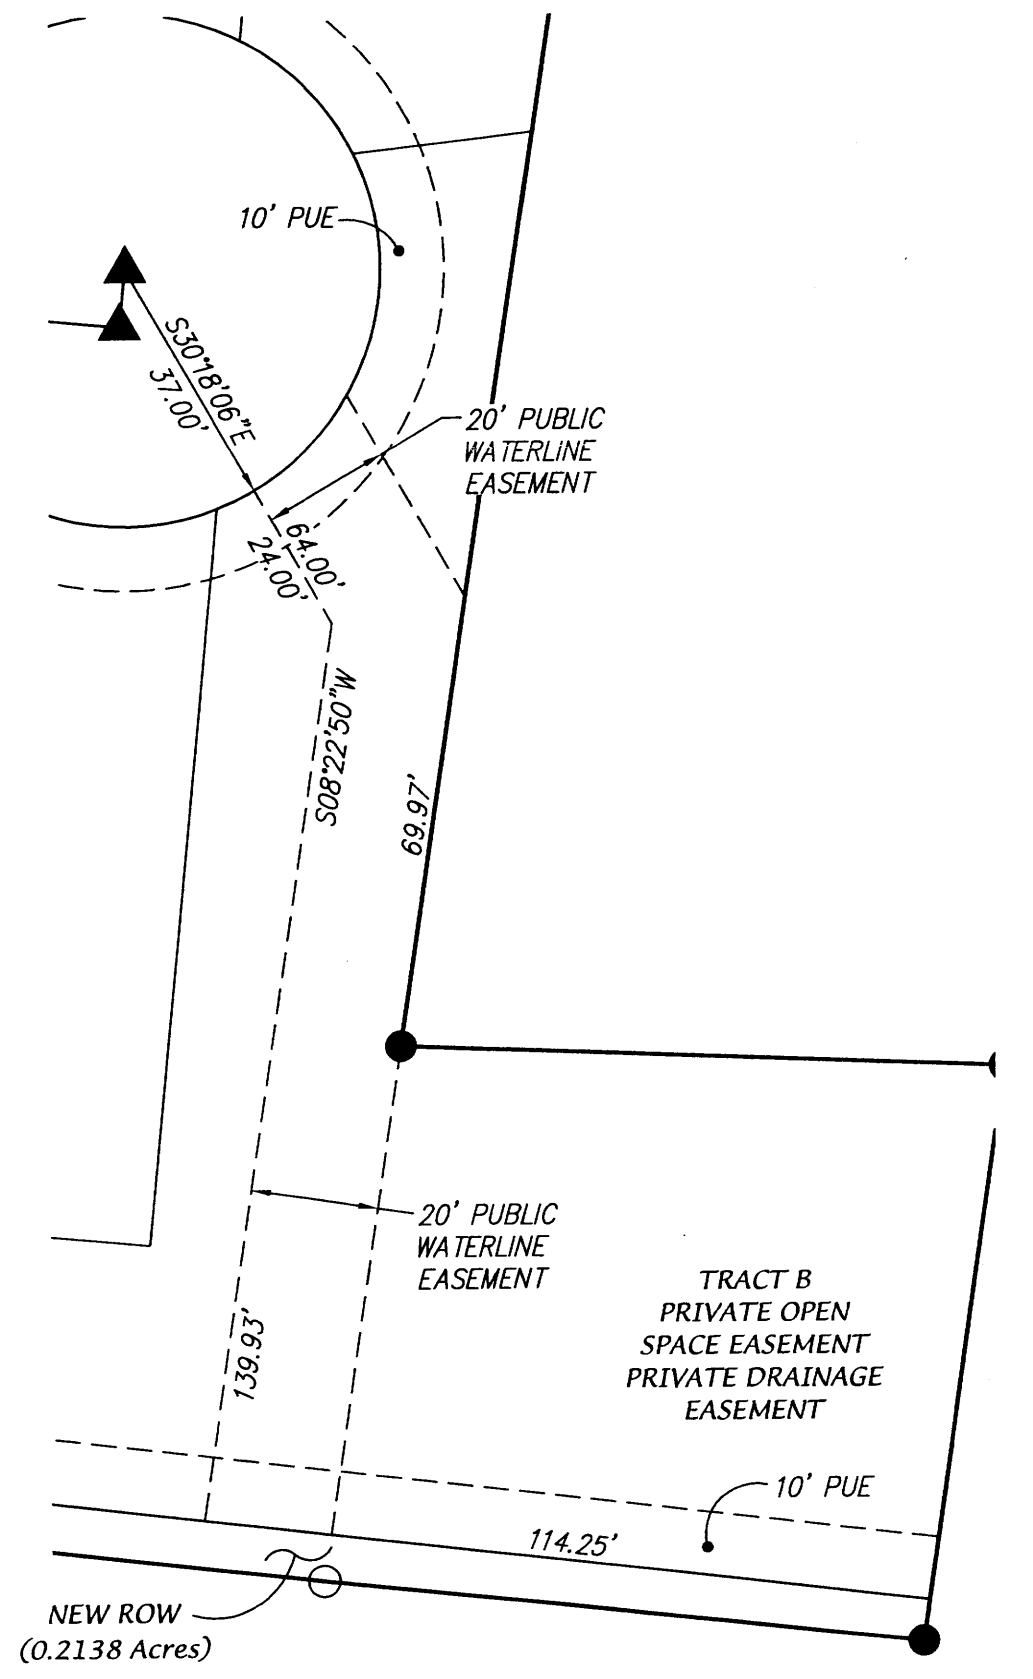 10' PUE
S30°18'06"E
37.00'
20' PUBLIC
WATERLINE
EASEMENT
64.00'
24.00'
S08°22'50"W
69.97'
20' PUBLIC
WATERLINE
EASEMENT
TRACT B
PRIVATE OPEN
SPACE EASEMENT
PRIVATE DRAINAGE
EASEMENT
139.93'
10' PUE
114.25'
NEW ROW
(0.2138 Acres)